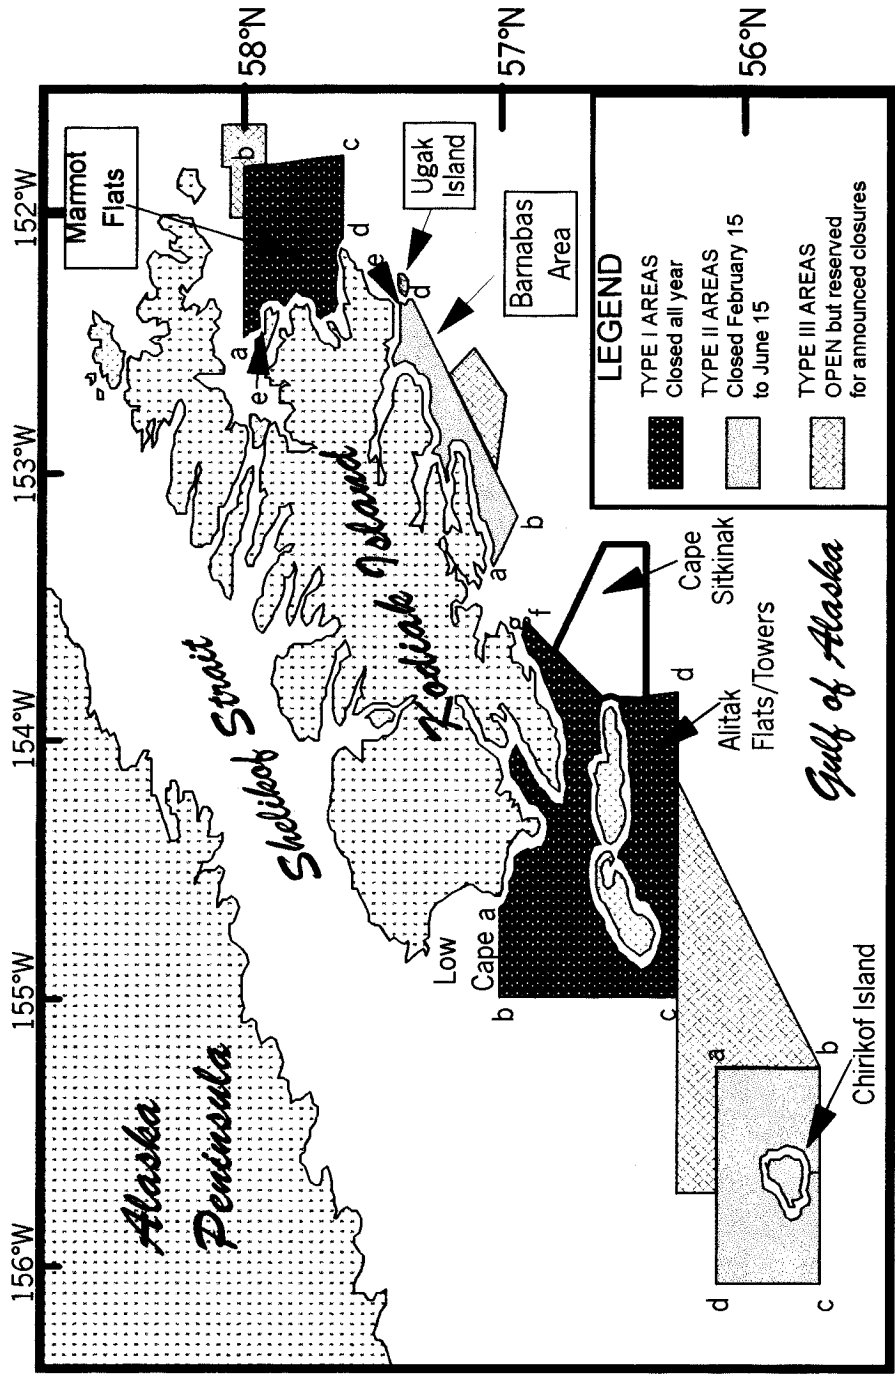 156°W
155°W
154°W
153°W
152°W
58°N
57°N
56°N
Alaska
Peninsula
Shelikof Strait
Kodiak Island
Gulf of Alaska
Marmot
Flats
a
b
c
d
e
Ugak
Island
Barnabas
Area
a
b
d
e
Low
Cape a
b
c
d
f
g
Cape
Sitkinak
Alitak
Flats/Towers
Chirikof Island
a
b
c
d
LEGEND
TYPE I AREAS
Closed all year
TYPE II AREAS
Closed February 15
to June 15
TYPE III AREAS
OPEN but reserved
for announced closures